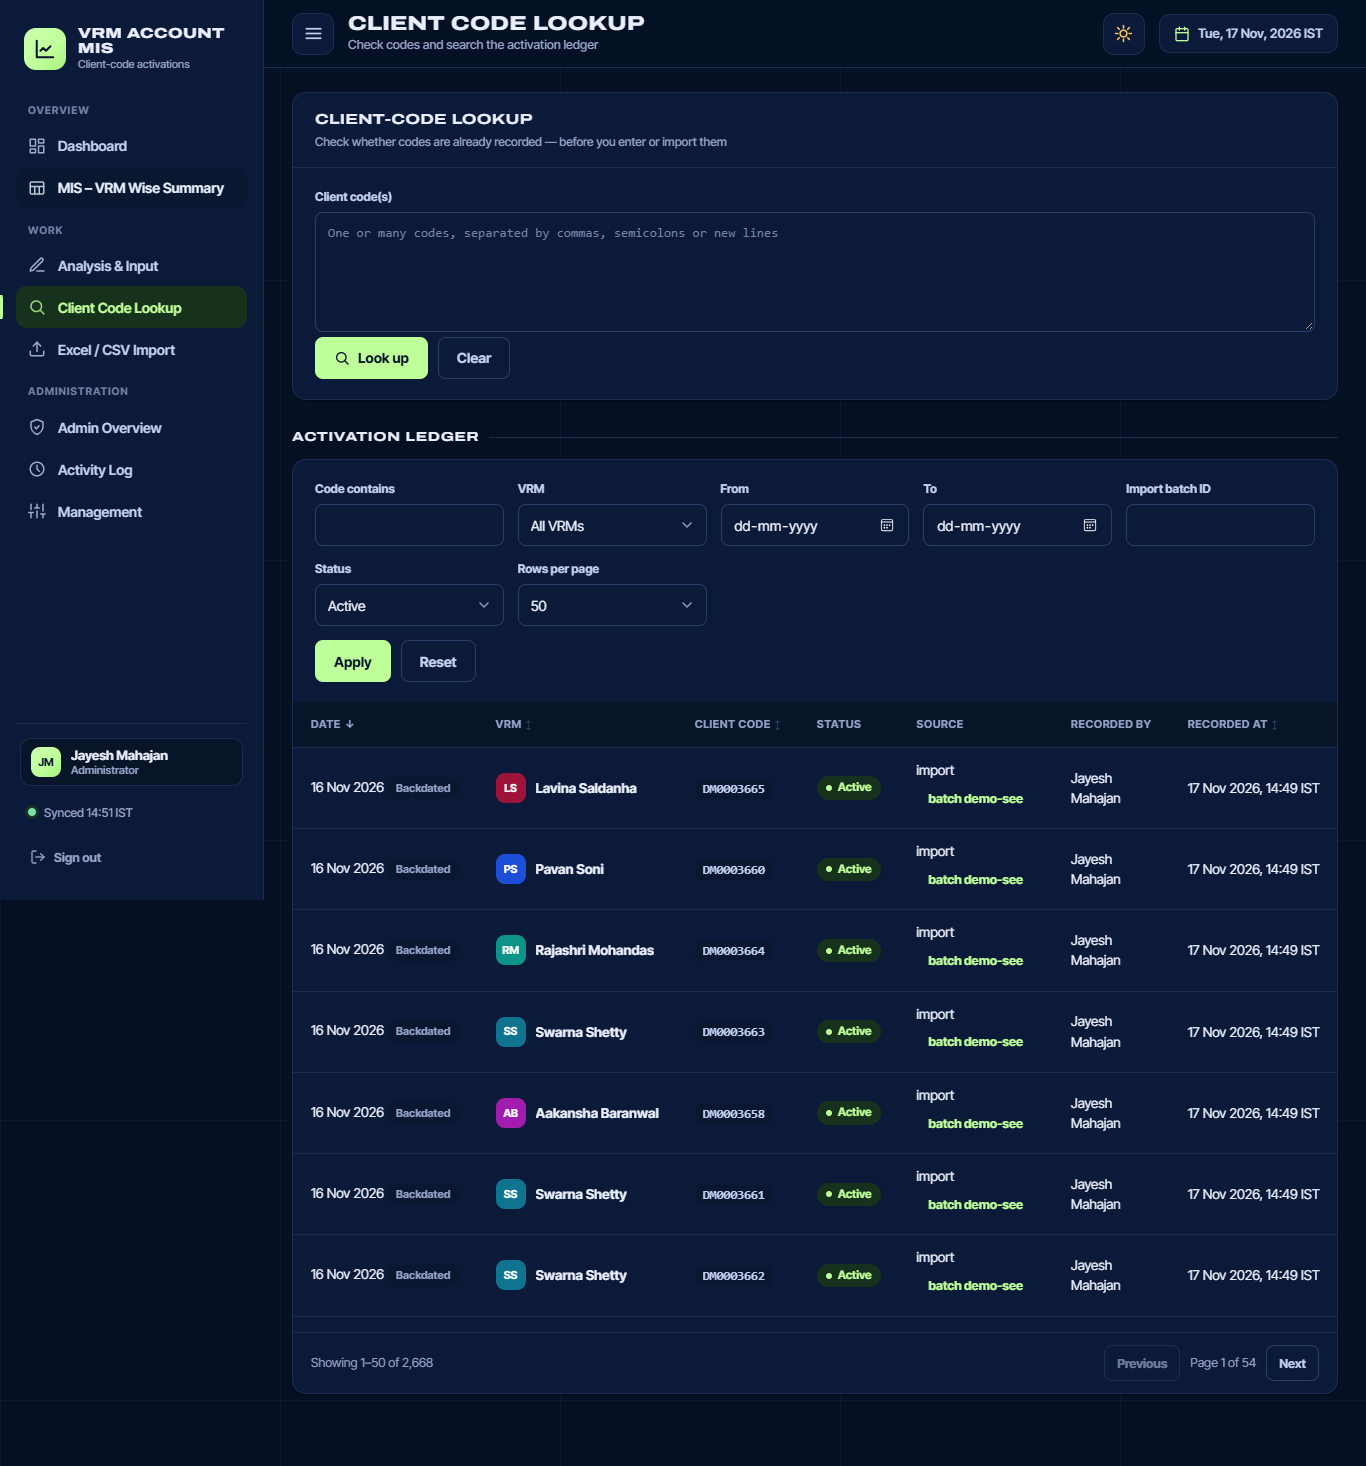 VRM ACCOUNT
MIS
Client-code activations
OVERVIEW
Dashboard
MIS – VRM Wise Summary
WORK
Analysis & Input
Client Code Lookup
Excel / CSV Import
ADMINISTRATION
Admin Overview
Activity Log
Management
JM
Jayesh Mahajan
Administrator
Synced 14:51 IST
Sign out
CLIENT CODE LOOKUP
Check codes and search the activation ledger
Tue, 17 Nov, 2026 IST
CLIENT-CODE LOOKUP
Check whether codes are already recorded — before you enter or import them
Client code(s)
One or many codes, separated by commas, semicolons or new lines
Look up
Clear
ACTIVATION LEDGER
Code contains
VRM
From
To
Import batch ID
All VRMs
dd-mm-yyyy
dd-mm-yyyy
Status
Rows per page
Active
50
Apply
Reset
DATE ↓ VRM ↕ CLIENT CODE ↕ STATUS SOURCE RECORDED BY RECORDED AT ↕
16 Nov 2026 Backdated LS Lavina Saldanha DM0003665 Active import batch demo-see Jayesh Mahajan 17 Nov 2026, 14:49 IST
16 Nov 2026 Backdated PS Pavan Soni DM0003660 Active import batch demo-see Jayesh Mahajan 17 Nov 2026, 14:49 IST
16 Nov 2026 Backdated RM Rajashri Mohandas DM0003664 Active import batch demo-see Jayesh Mahajan 17 Nov 2026, 14:49 IST
16 Nov 2026 Backdated SS Swarna Shetty DM0003663 Active import batch demo-see Jayesh Mahajan 17 Nov 2026, 14:49 IST
16 Nov 2026 Backdated AB Aakansha Baranwal DM0003658 Active import batch demo-see Jayesh Mahajan 17 Nov 2026, 14:49 IST
16 Nov 2026 Backdated SS Swarna Shetty DM0003661 Active import batch demo-see Jayesh Mahajan 17 Nov 2026, 14:49 IST
16 Nov 2026 Backdated SS Swarna Shetty DM0003662 Active import batch demo-see Jayesh Mahajan 17 Nov 2026, 14:49 IST
Showing 1–50 of 2,668
Previous
Page 1 of 54
Next